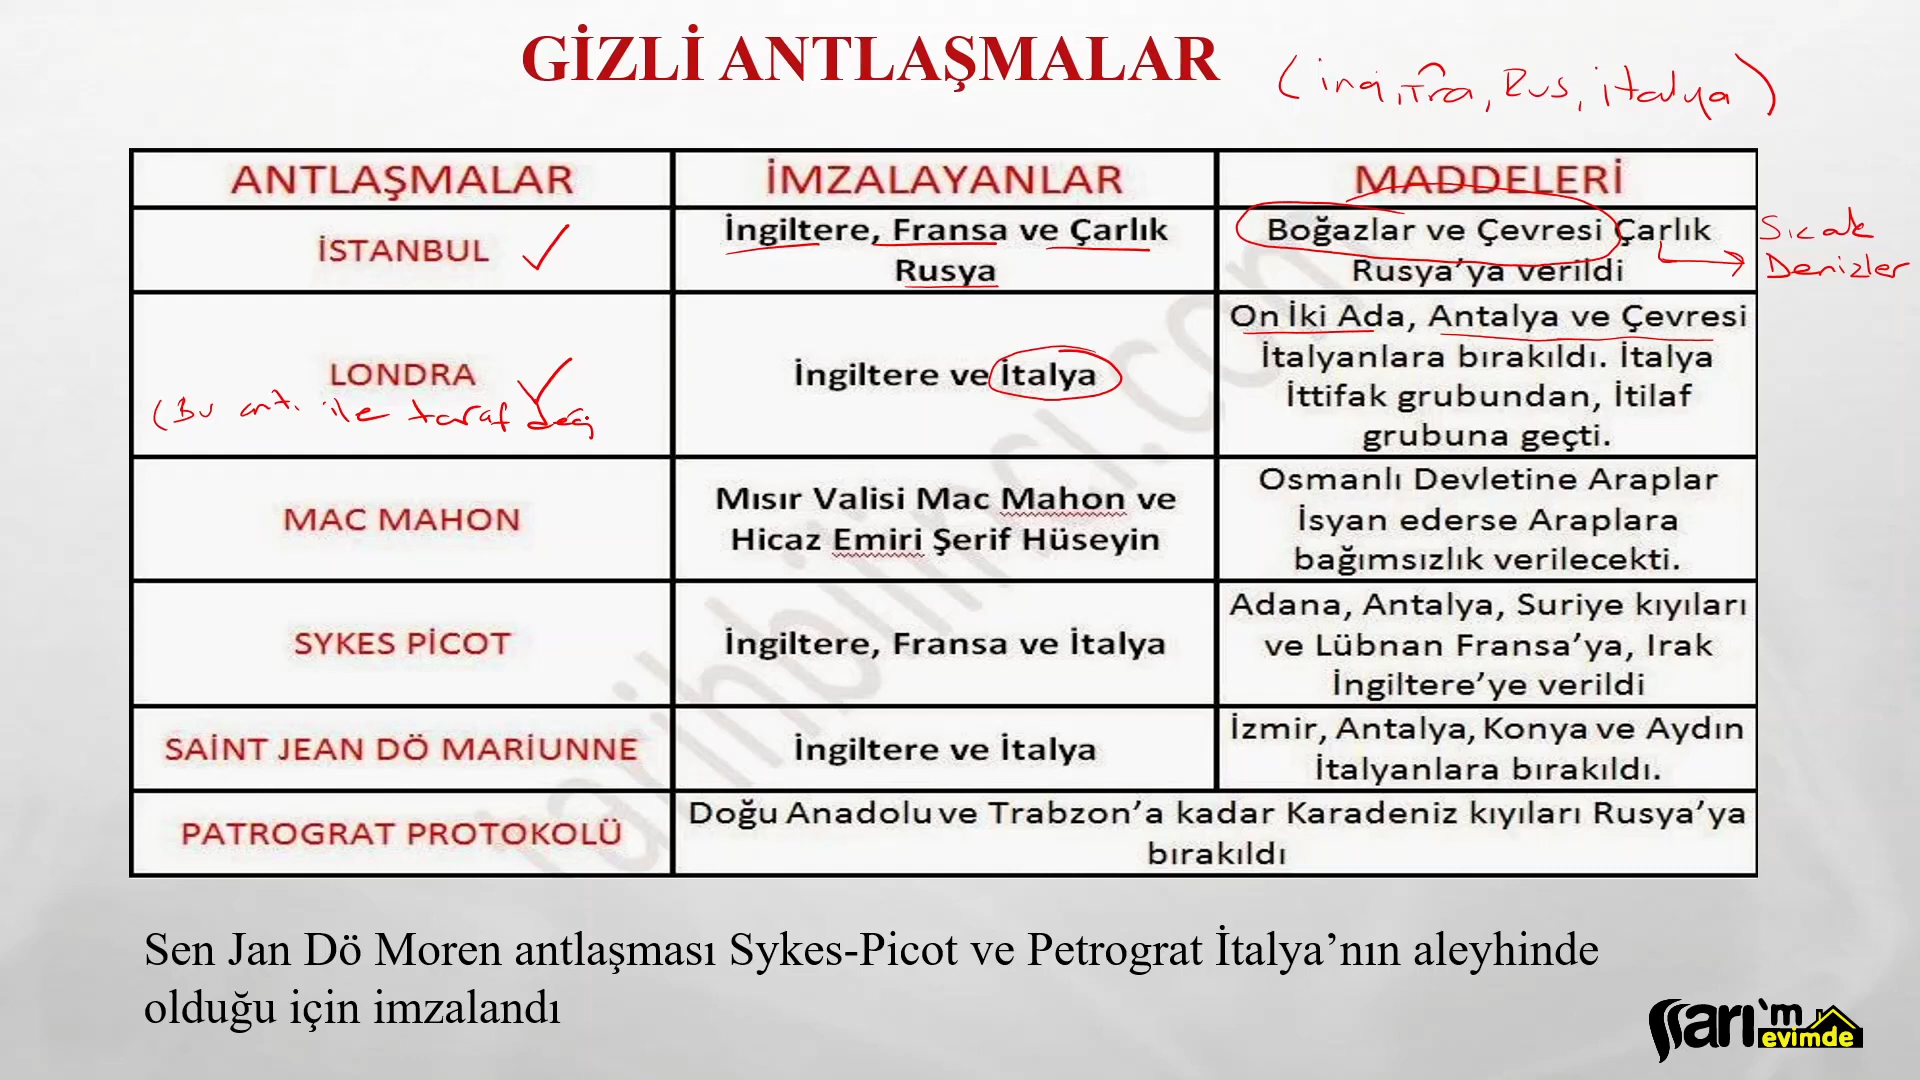 GİZLİ ANTLAŞMALAR
(ing, Fra, Rus, italya)
ANTLAŞMALAR
İMZALAYANLAR
MADDELERİ
İSTANBUL
İngiltere, Fransa ve Çarlık
Rusya
Boğazlar ve Çevresi Çarlık
Rusya’ya verildi
Sıcak
Denizler
LONDRA
(Bu ant. ile taraf değ
İngiltere ve İtalya
On İki Ada, Antalya ve Çevresi
İtalyanlara bırakıldı. İtalya
İttifak grubundan, İtilaf
grubuna geçti.
MAC MAHON
Mısır Valisi Mac Mahon ve
Hicaz Emiri Şerif Hüseyin
Osmanlı Devletine Araplar
İsyan ederse Araplara
bağımsızlık verilecekti.
SYKES PİCOT
İngiltere, Fransa ve İtalya
Adana, Antalya, Suriye kıyıları
ve Lübnan Fransa’ya, Irak
İngiltere’ye verildi
SAİNT JEAN DÖ MARİUNNE
İngiltere ve İtalya
İzmir, Antalya, Konya ve Aydın
İtalyanlara bırakıldı.
PATROGRAT PROTOKOLÜ
Doğu Anadolu ve Trabzon’a kadar Karadeniz kıyıları Rusya’ya
bırakıldı
tarihbilinci.com
Sen Jan Dö Moren antlaşması Sykes-Picot ve Petrograt İtalya’nın aleyhinde
olduğu için imzalandı
SSarı'm
evimde